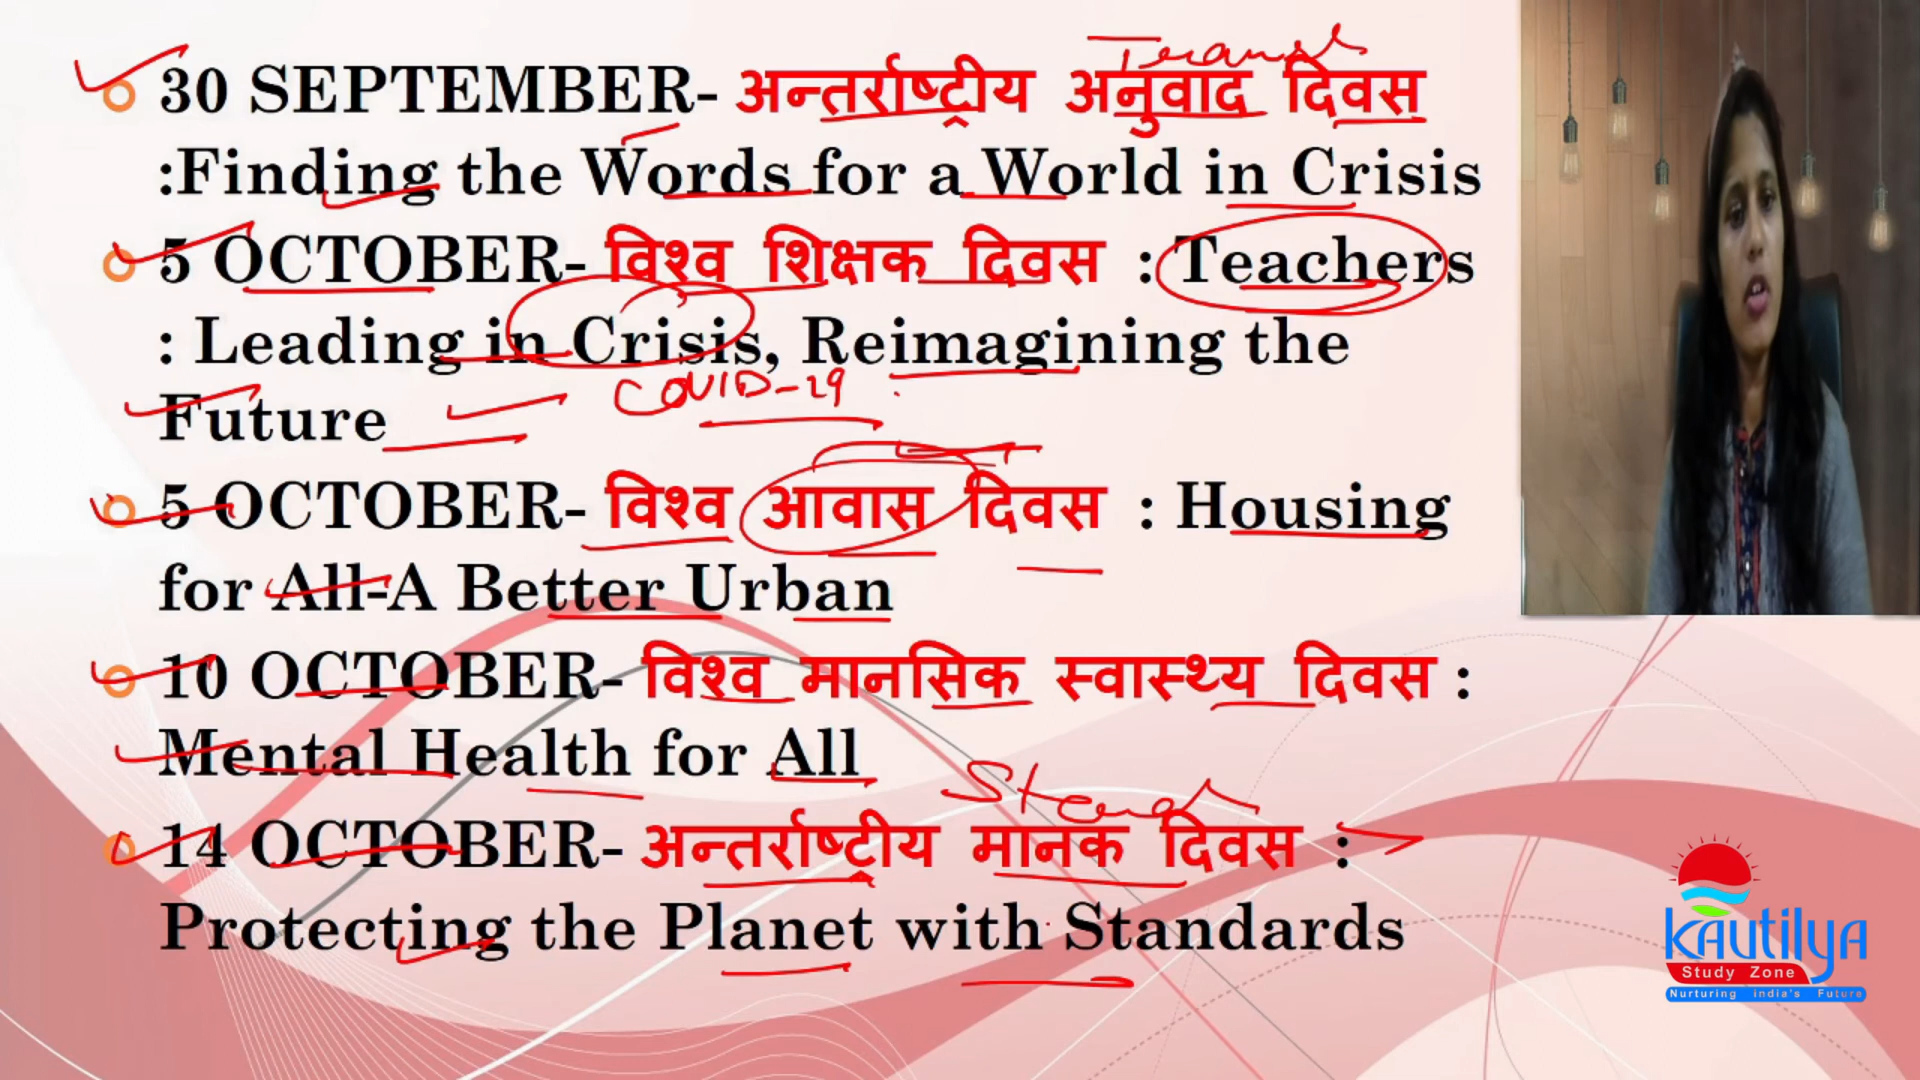 30 SEPTEMBER- अन्तर्राष्ट्रीय अनुवाद दिवस
:Finding the Words for a World in Crisis
5 OCTOBER- विश्व शिक्षक दिवस : Teachers
: Leading in Crisis, Reimagining the
COVID-19
Future
5 OCTOBER- विश्व आवास दिवस : Housing
for All-A Better Urban
10 OCTOBER- विश्व मानसिक स्वास्थ्य दिवस :
Mental Health for All
14 OCTOBER- अन्तर्राष्ट्रीय मानक दिवस :
Protecting the Planet with Standards
Kautilya
Study Zone
Nurturing India's Future